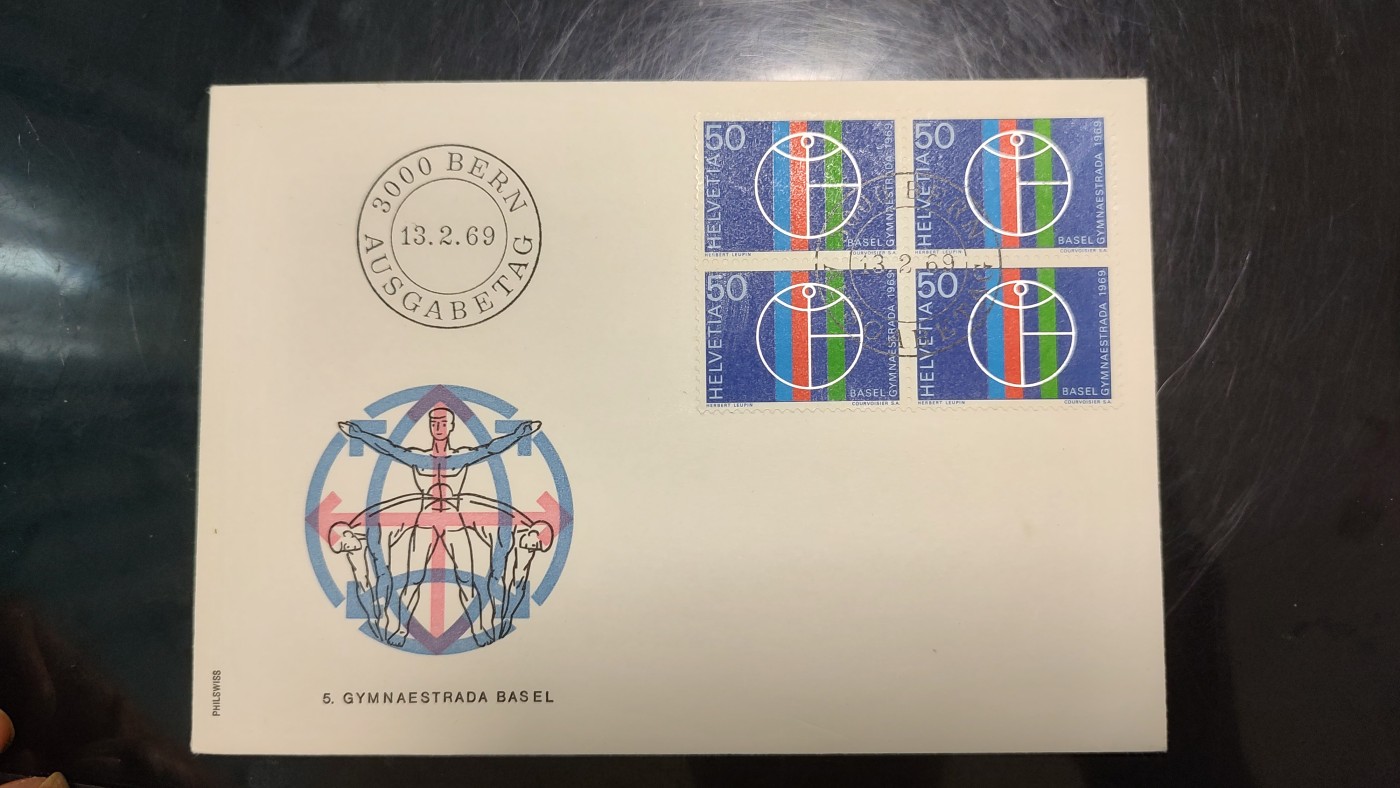 3000 BERN
13.2.69
AUSGABETAG
50
HELVETIA
BASEL
GYMNAESTRADA 1969
HERBERT LEUPIN
COURVOISIER S.A.
50
HELVETIA
BASEL
GYMNAESTRADA 1969
HERBERT LEUPIN
COURVOISIER S.A.
50
HELVETIA
BASEL
GYMNAESTRADA 1969
HERBERT LEUPIN
COURVOISIER S.A.
50
HELVETIA
BASEL
GYMNAESTRADA 1969
HERBERT LEUPIN
COURVOISIER S.A.
BERN
13.2.69
PHILSWISS
5. GYMNAESTRADA BASEL